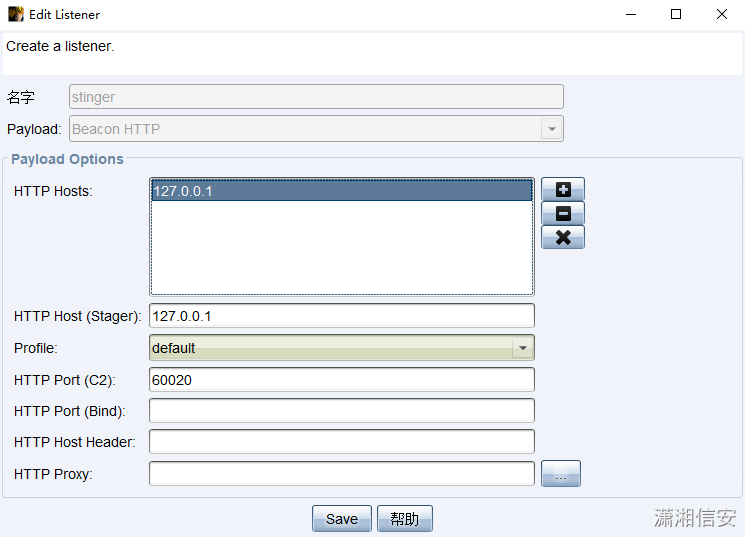 Edit Listener
Create a listener.
名字 stinger
Payload: Beacon HTTP
Payload Options
HTTP Hosts: 127.0.0.1
HTTP Host (Stager): 127.0.0.1
Profile: default
HTTP Port (C2): 60020
HTTP Port (Bind):
HTTP Host Header:
HTTP Proxy: ...
Save 帮助
潇湘信安